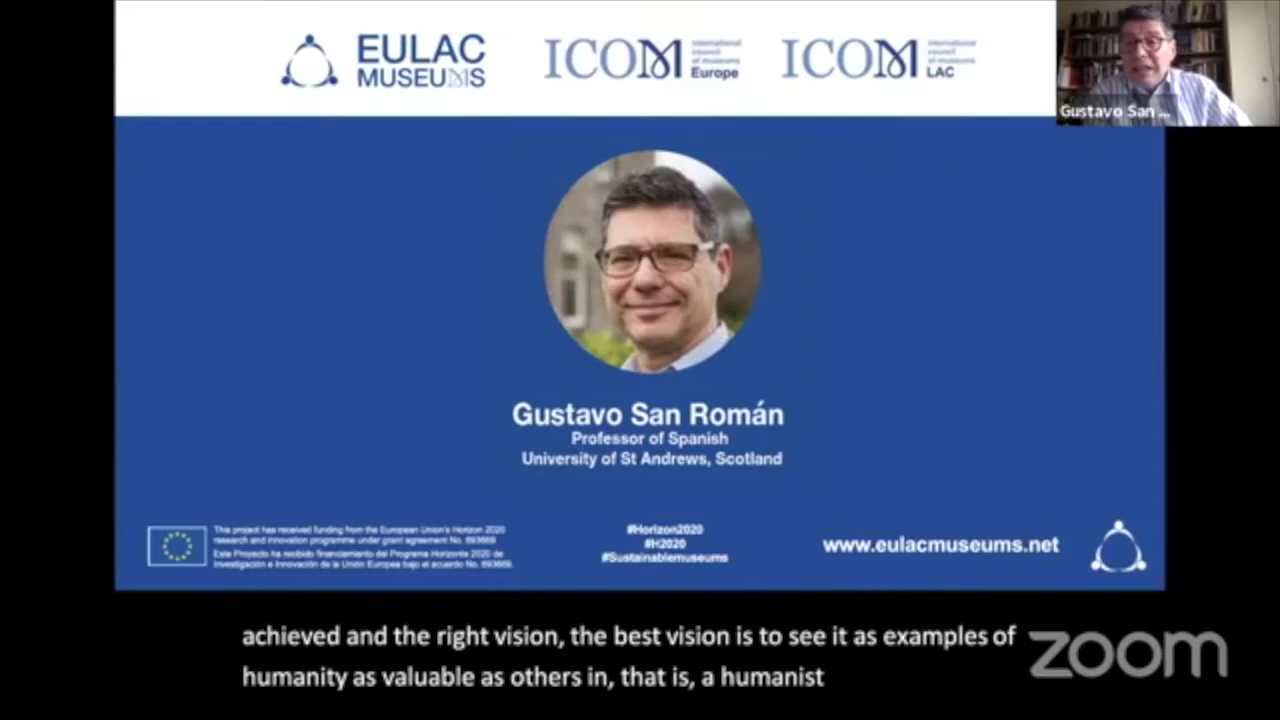 EULAC
MUSEUMS
ICOM
international
council
of museums
Europe
ICOM
international
council
of museums
LAC
Gustavo San ...
Gustavo San Román
Professor of Spanish
University of St Andrews, Scotland
This project has received funding from the European Union's Horizon 2020
research and innovation programme under grant agreement No. 693669
Este Proyecto ha recibido financiamiento del Programa Horizonte 2020 de
Investigación e Innovación de la Unión Europea bajo el acuerdo No. 693669.
#Horizon2020
#H2020
#Sustainablemuseums
www.eulacmuseums.net
achieved and the right vision, the best vision is to see it as examples of
humanity as valuable as others in, that is, a humanist
zoom